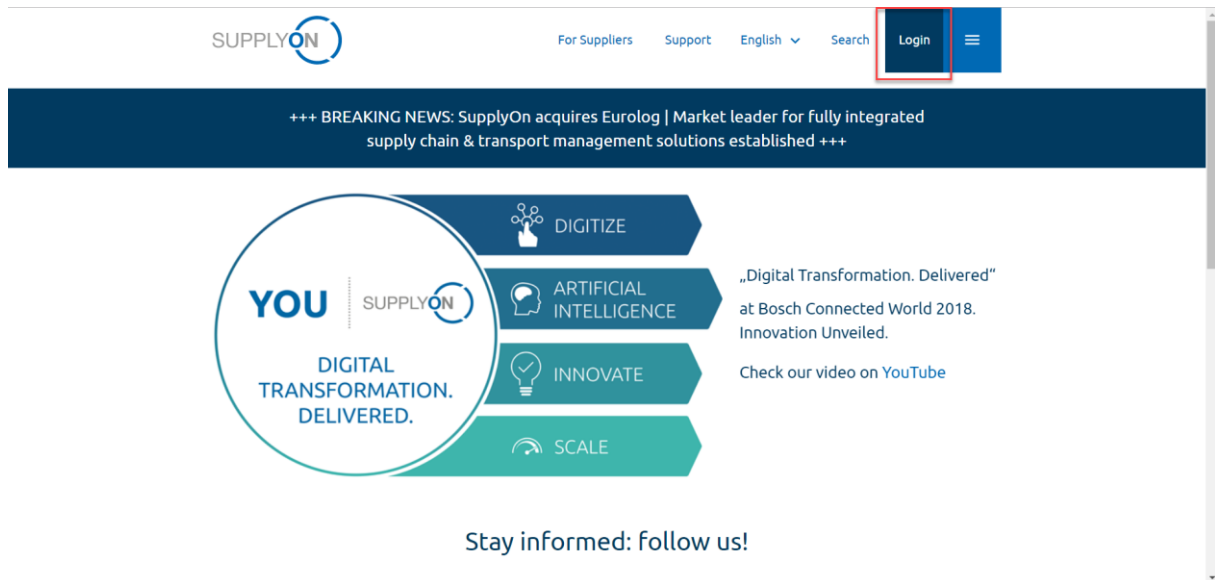 SUPPLYON
For Suppliers Support English Search Login
+++ BREAKING NEWS: SupplyOn acquires Eurolog | Market leader for fully integrated
supply chain & transport management solutions established +++
YOU SUPPLYON
DIGITAL
TRANSFORMATION.
DELIVERED.
DIGITIZE
ARTIFICIAL
INTELLIGENCE
INNOVATE
SCALE
„Digital Transformation. Delivered“
at Bosch Connected World 2018.
Innovation Unveiled.
Check our video on YouTube
Stay informed: follow us!